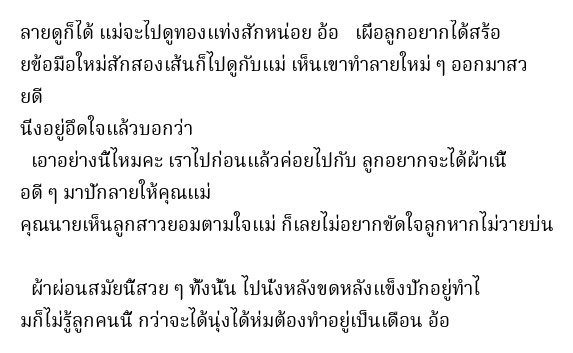 ลายดูก็ได้ แม่จะไปดูทองแท่งสักหน่อย อ้อ   เผื่อลูกอยากได้สร้อ
ยข้อมือใหม่สักสองเส้นก็ไปดูกับแม่ เห็นเขาทำลายใหม่ ๆ ออกมาสว
ยดี
นี่งอยู่อึดใจแล้วบอกว่า
เอาอย่างนี้ไหมคะ เราไปก่อนแล้วค่อยไปกับ ลูกอยากจะได้ผ้าเนื้
อดี ๆ มาปักลายให้คุณแม่
คุณนายเห็นลูกสาวยอมตามใจแม่ ก็เลยไม่อยากขัดใจลูกหากไม่วายบ่น
ผ้าผ่อนสมัยนี้สวย ๆ ทั้งนั้น ไปนั่งหลังขดหลังแข็งปักอยู่ทำไ
มก็ไม่รู้ลูกคนนี้ กว่าจะได้นุ่งได้ห่มต้องทำอยู่เป็นเดือน อ้อ